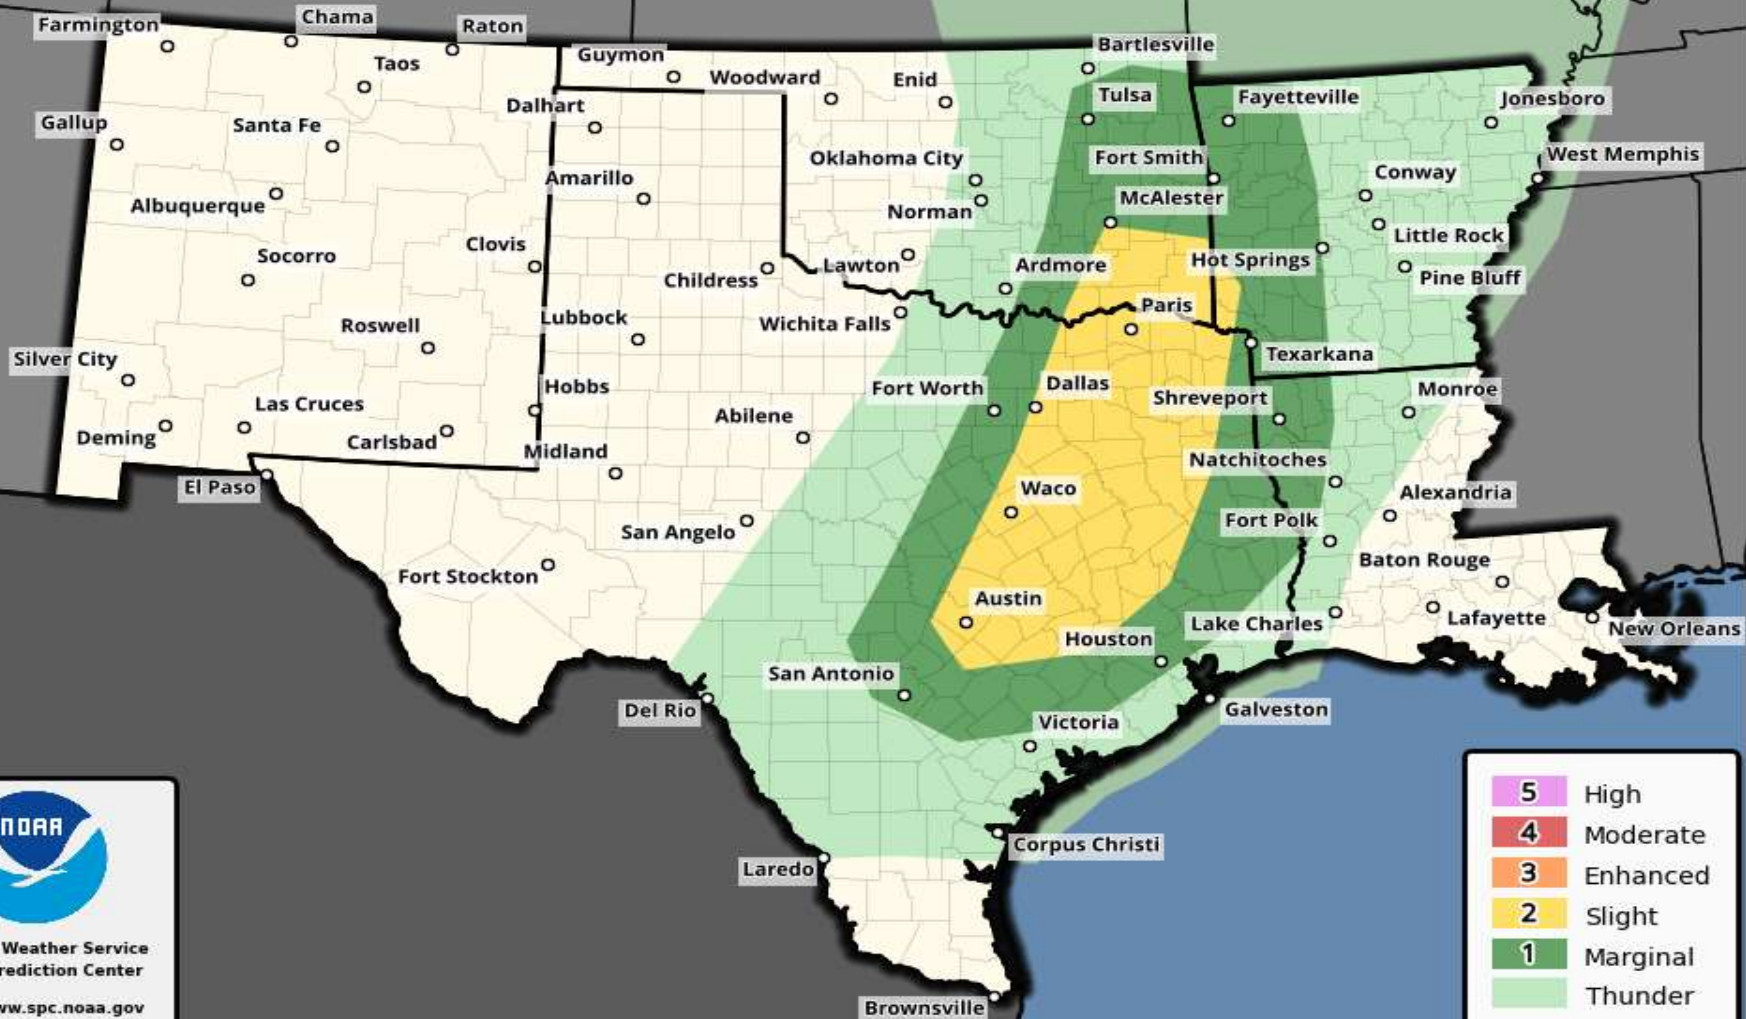 Farmington
Chama
Raton
Taos
Guymon
Woodward
Enid
Bartlesville
Gallup
Santa Fe
Dalhart
Tulsa
Fayetteville
Jonesboro
Albuquerque
Amarillo
Oklahoma City
Fort Smith
West Memphis
Norman
McAlester
Conway
Socorro
Clovis
Childress
Lawton
Ardmore
Hot Springs
Little Rock
Pine Bluff
Roswell
Lubbock
Wichita Falls
Paris
Silver City
Texarkana
Las Cruces
Hobbs
Fort Worth
Dallas
Shreveport
Monroe
Deming
Carlsbad
Midland
Abilene
Natchitoches
El Paso
Waco
Alexandria
San Angelo
Fort Polk
Fort Stockton
Baton Rouge
Austin
Houston
Lake Charles
Lafayette
New Orleans
San Antonio
Del Rio
Victoria
Galveston
Corpus Christi
Laredo
Brownsville
5 High
4 Moderate
3 Enhanced
2 Slight
1 Marginal
Thunder
NOAA
Weather Service
rediction Center
ww.spc.noaa.gov